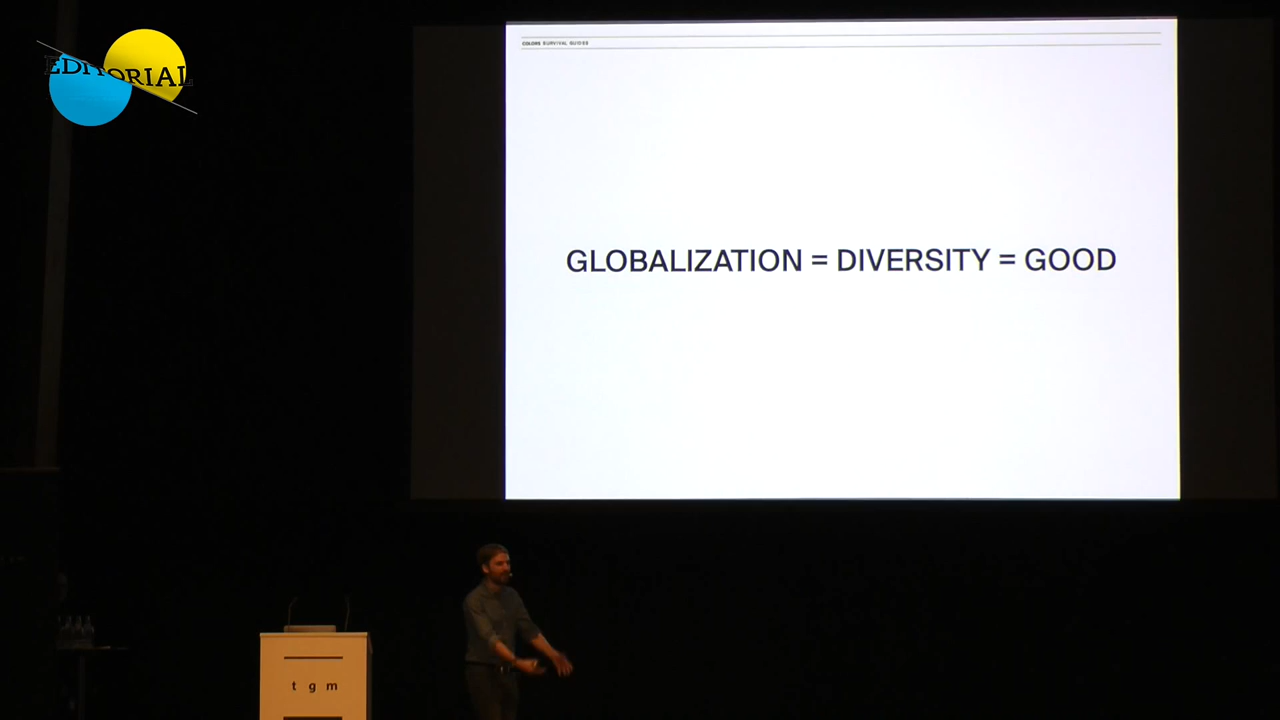 EDITORIAL
COLORS SURVIVAL GUIDES
GLOBALIZATION = DIVERSITY = GOOD
t g m